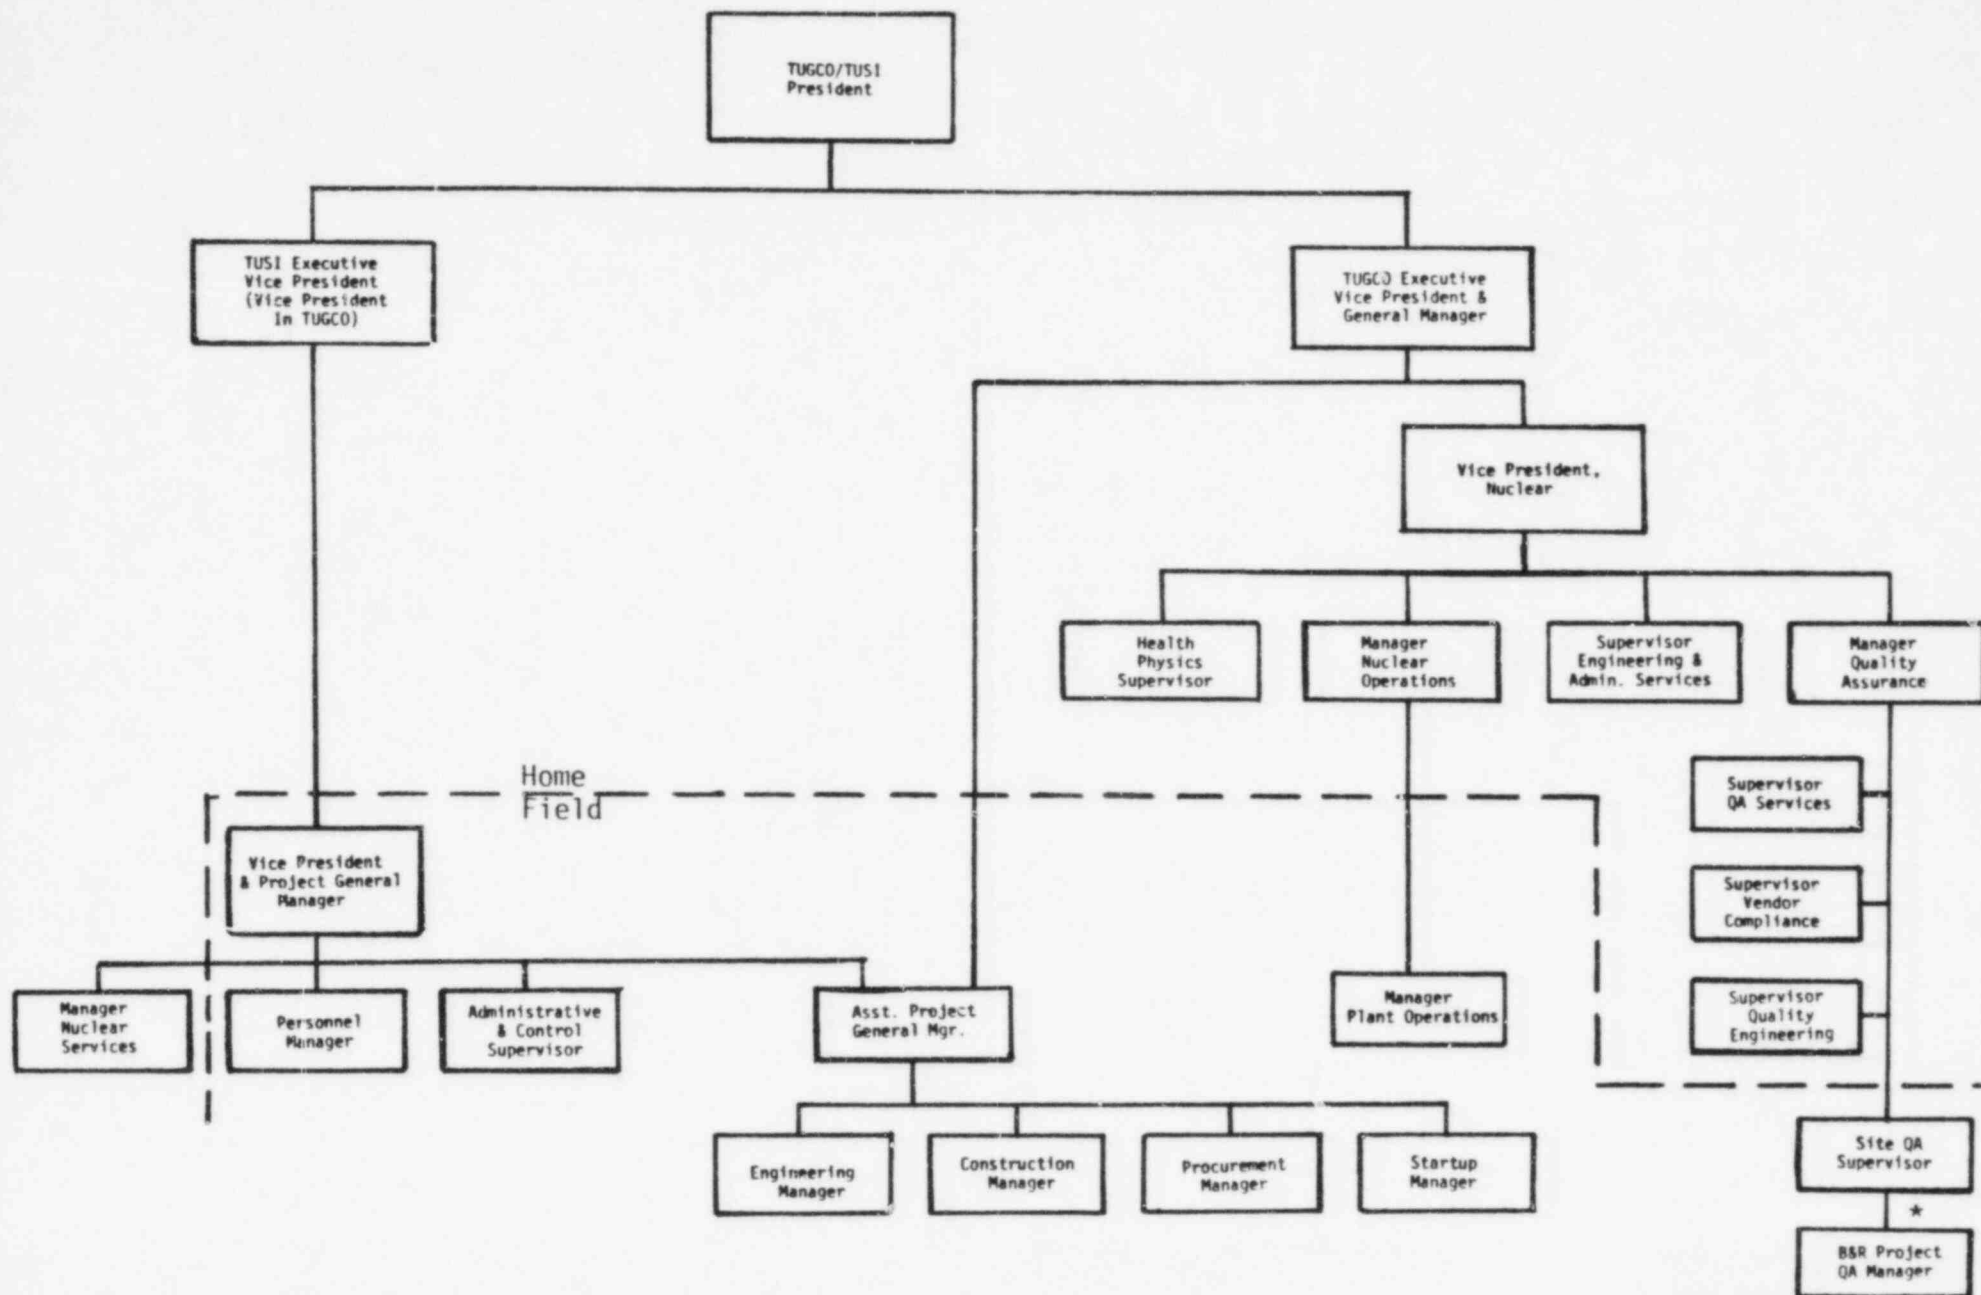 TUGCO/TUSI
President
TUSI Executive
Vice President
(Vice President
In TUGCO)
TUGCO Executive
Vice President &
General Manager
Vice President,
Nuclear
Health
Physics
Supervisor
Manager
Nuclear
Operations
Supervisor
Engineering &
Admin. Services
Manager
Quality
Assurance
Home
Field
Supervisor
QA Services
Vice President
& Project General
Manager
Supervisor
Vendor
Compliance
Manager
Nuclear
Services
Personnel
Manager
Administrative
& Control
Supervisor
Asst. Project
General Mgr.
Manager
Plant Operations
Supervisor
Quality
Engineering
Engineering
Manager
Construction
Manager
Procurement
Manager
Startup
Manager
Site QA
Supervisor
*
B&R Project
QA Manager